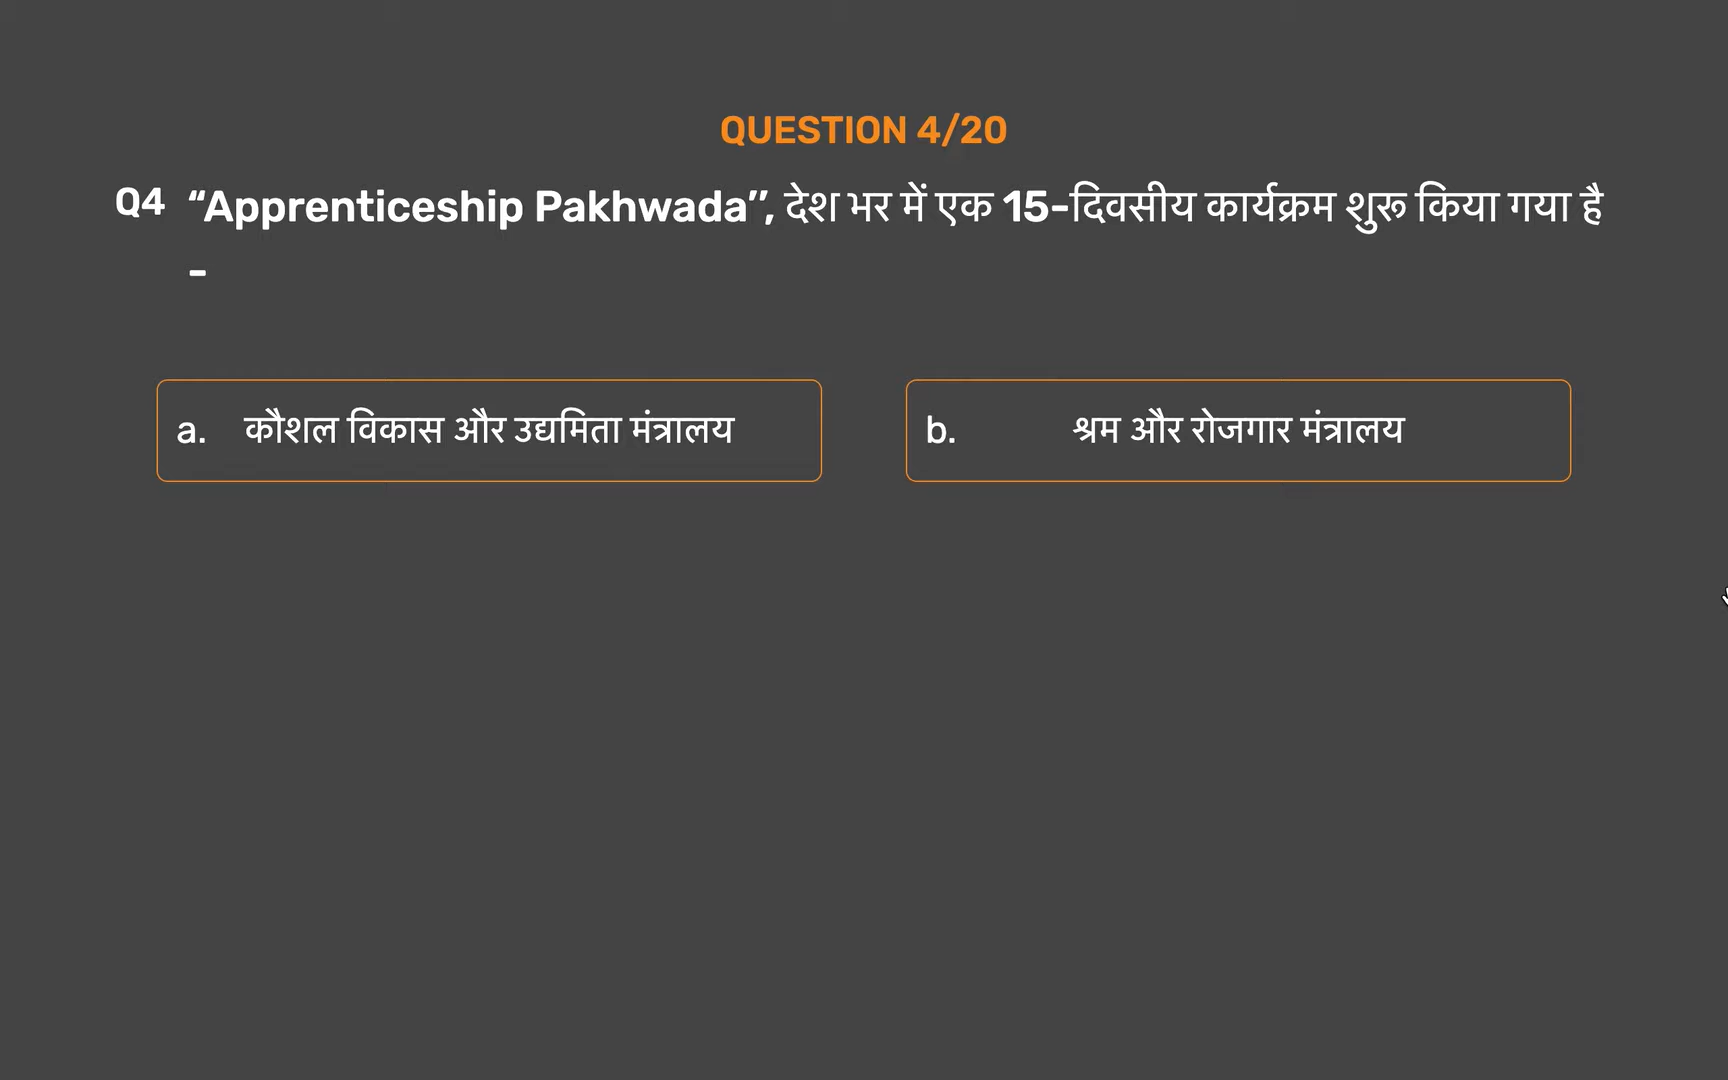 QUESTION 4/20
Q4 “Apprenticeship Pakhwada”, देश भर में एक 15-दिवसीय कार्यक्रम शुरू किया गया है
-
a. कौशल विकास और उद्यमिता मंत्रालय
b. श्रम और रोजगार मंत्रालय